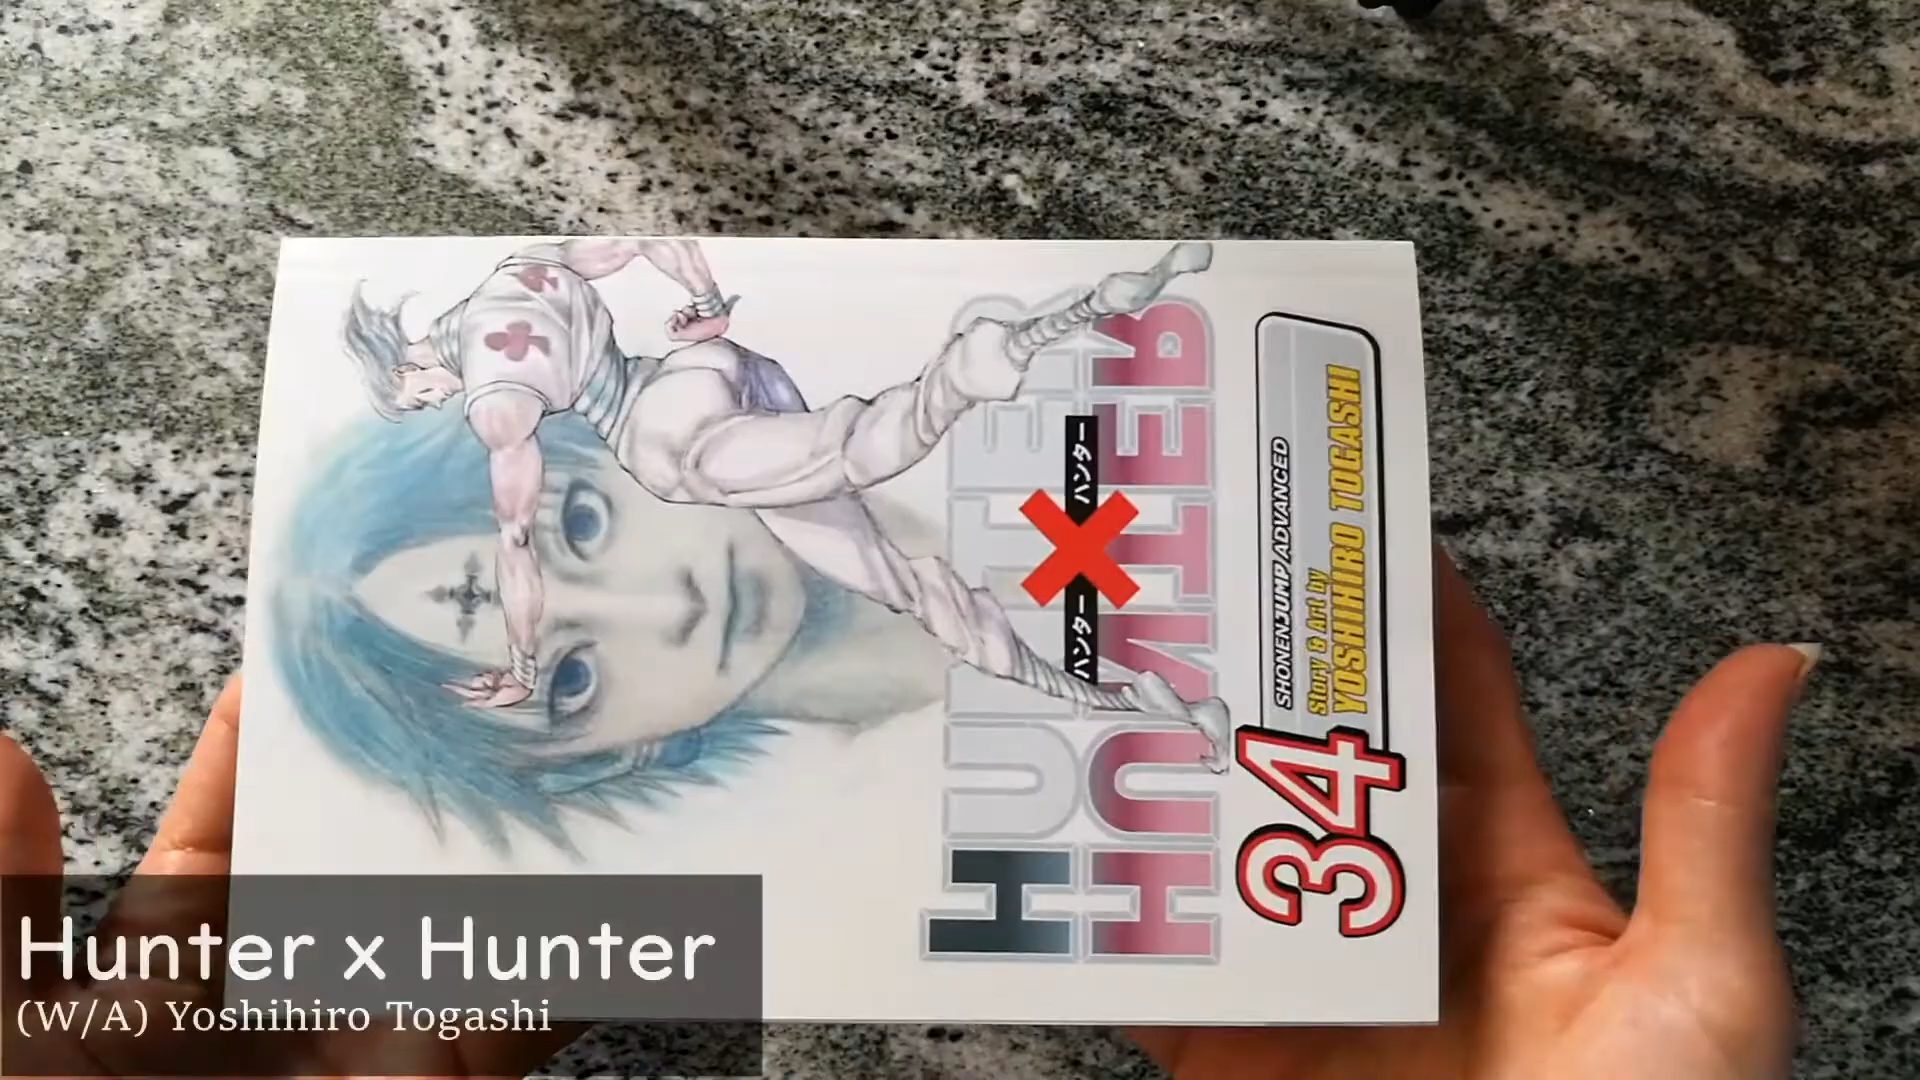 SHONEN JUMP ADVANCED
Story & Art by
YOSHIHIRO TOGASHI
34
HUNTER
ハンター ✕ ハンター
HUNTER
Hunter x Hunter
(W/A) Yoshihiro Togashi